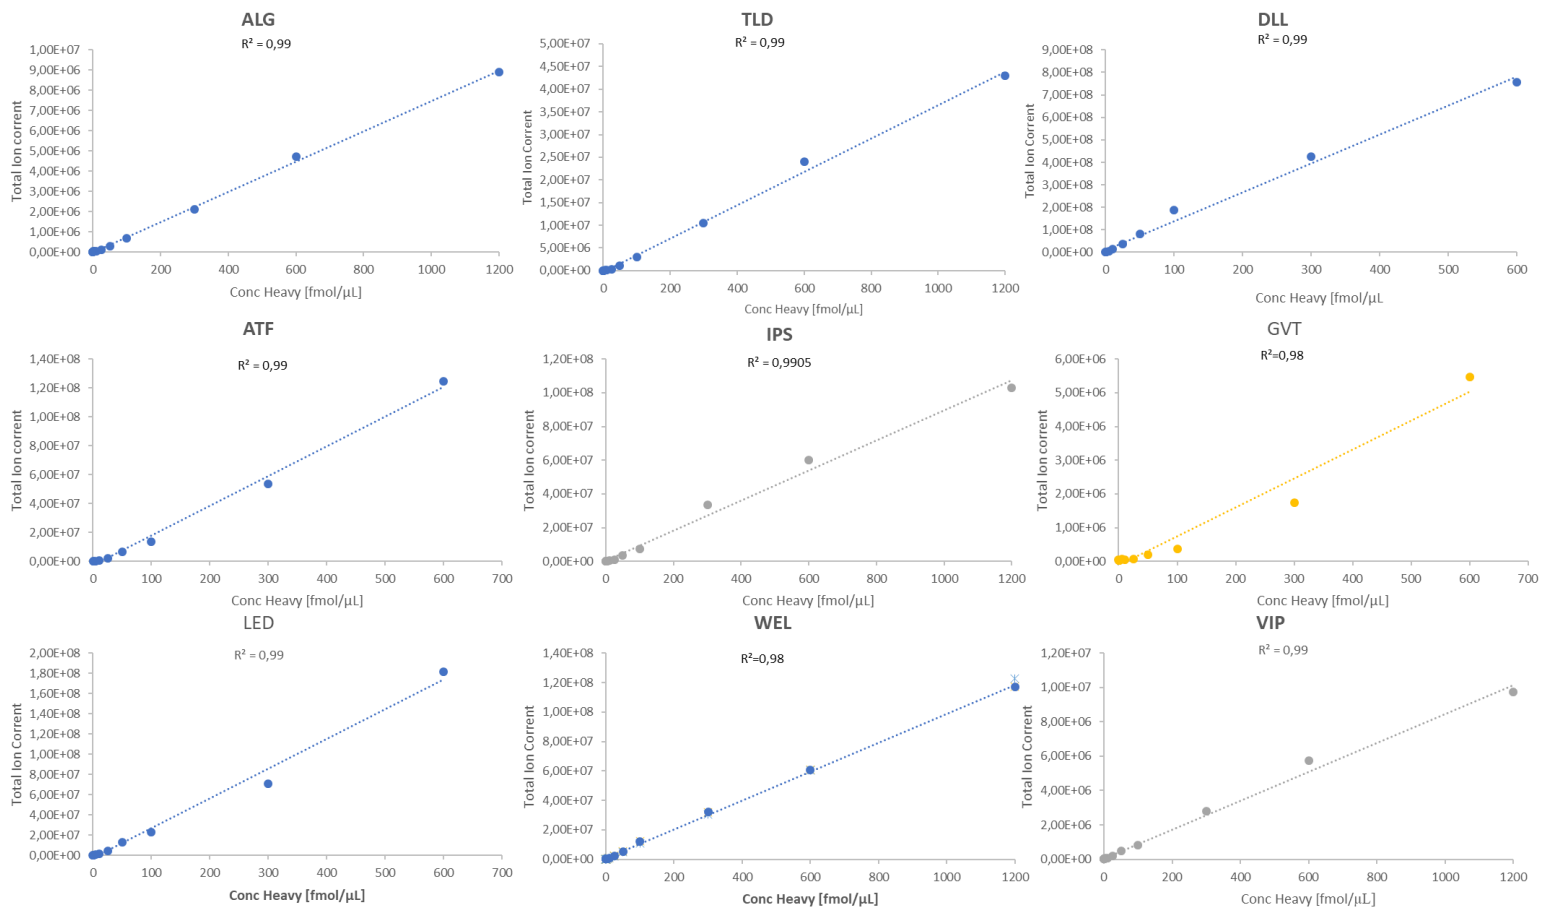 ALG
R² = 0,99
1,00E+07
9,00E+06
8,00E+06
7,00E+06
6,00E+06
5,00E+06
4,00E+06
3,00E+06
2,00E+06
1,00E+06
0,00E+00
Total Ion corrent
0 200 400 600 800 1000 1200
Conc Heavy [fmol/µL]
TLD
R² = 0,99
5,00E+07
4,50E+07
4,00E+07
3,50E+07
3,00E+07
2,50E+07
2,00E+07
1,50E+07
1,00E+07
5,00E+06
0,00E+00
Total Ion Corrent
0 200 400 600 800 1000 1200
Conc Heavy [fmol/µL]
DLL
R² = 0,99
9,00E+08
8,00E+08
7,00E+08
6,00E+08
5,00E+08
4,00E+08
3,00E+08
2,00E+08
1,00E+08
0,00E+00
Total Ion Corrent
0 100 200 300 400 500 600
Conc Heavy [fmol/µL
ATF
R² = 0,99
1,40E+08
1,20E+08
1,00E+08
8,00E+07
6,00E+07
4,00E+07
2,00E+07
0,00E+00
Total Ion Corrent
0 100 200 300 400 500 600 700
Conc Heavy [fmol/µL]
IPS
R² = 0,9905
1,20E+08
1,00E+08
8,00E+07
6,00E+07
4,00E+07
2,00E+07
0,00E+00
Total Ion Corrent
0 200 400 600 800 1000 1200
Conc Heavy [fmol/µL]
GVT
R²=0,98
6,00E+06
5,00E+06
4,00E+06
3,00E+06
2,00E+06
1,00E+06
0,00E+00
Total Ion corrent
0 100 200 300 400 500 600 700
Conc Heavy [fmol/µL]
LED
R² = 0,99
2,00E+08
1,80E+08
1,60E+08
1,40E+08
1,20E+08
1,00E+08
8,00E+07
6,00E+07
4,00E+07
2,00E+07
0,00E+00
Total Ion Corrent
0 100 200 300 400 500 600 700
Conc Heavy [fmol/µL]
WEL
R²=0,98
1,40E+08
1,20E+08
1,00E+08
8,00E+07
6,00E+07
4,00E+07
2,00E+07
0,00E+00
Total Ion Corrent
0 200 400 600 800 1000 1200
Conc Heavy [fmol/µL]
VIP
R² = 0,99
1,20E+07
1,00E+07
8,00E+06
6,00E+06
4,00E+06
2,00E+06
0,00E+00
Total Ion Corrent
0 200 400 600 800 1000 1200
Conc Heavy [fmol/µL]